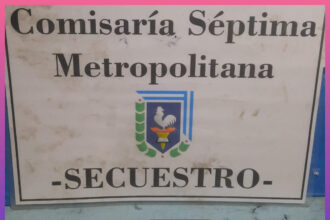 Comisaría Séptima
Metropolitana
-SECUESTRO-